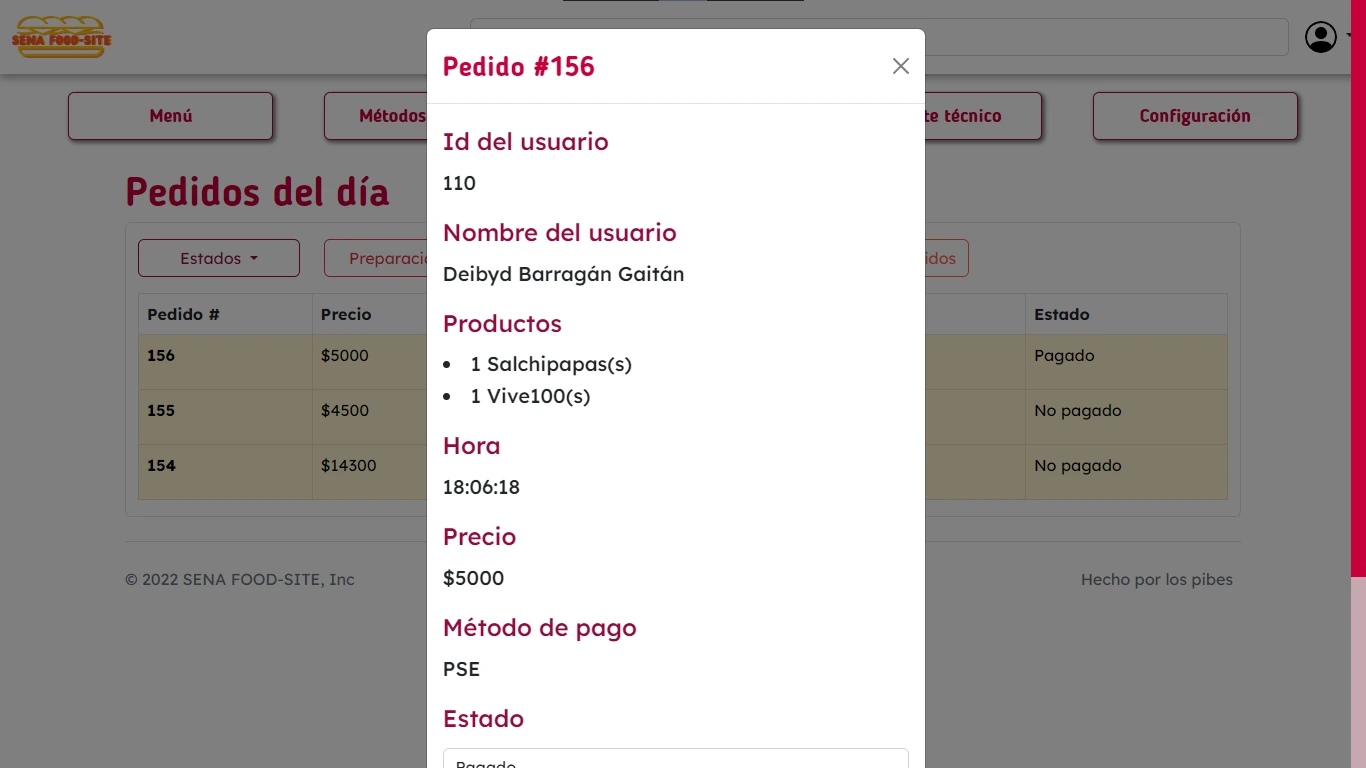 SENA FOOD-SITE
Pedido #156
Menú
Métodos
te técnico
Configuración
Id del usuario
110
Pedidos del día
Nombre del usuario
Estados
Preparació
idos
Deibyd Barragán Gaitán
Pedido #
Precio
Estado
Productos
156
$5000
Pagado
1 Salchipapas(s)
1 Vive100(s)
155
$4500
No pagado
Hora
154
$14300
No pagado
18:06:18
Precio
$5000
© 2022 SENA FOOD-SITE, Inc
Hecho por los pibes
Método de pago
PSE
Estado
Pagado